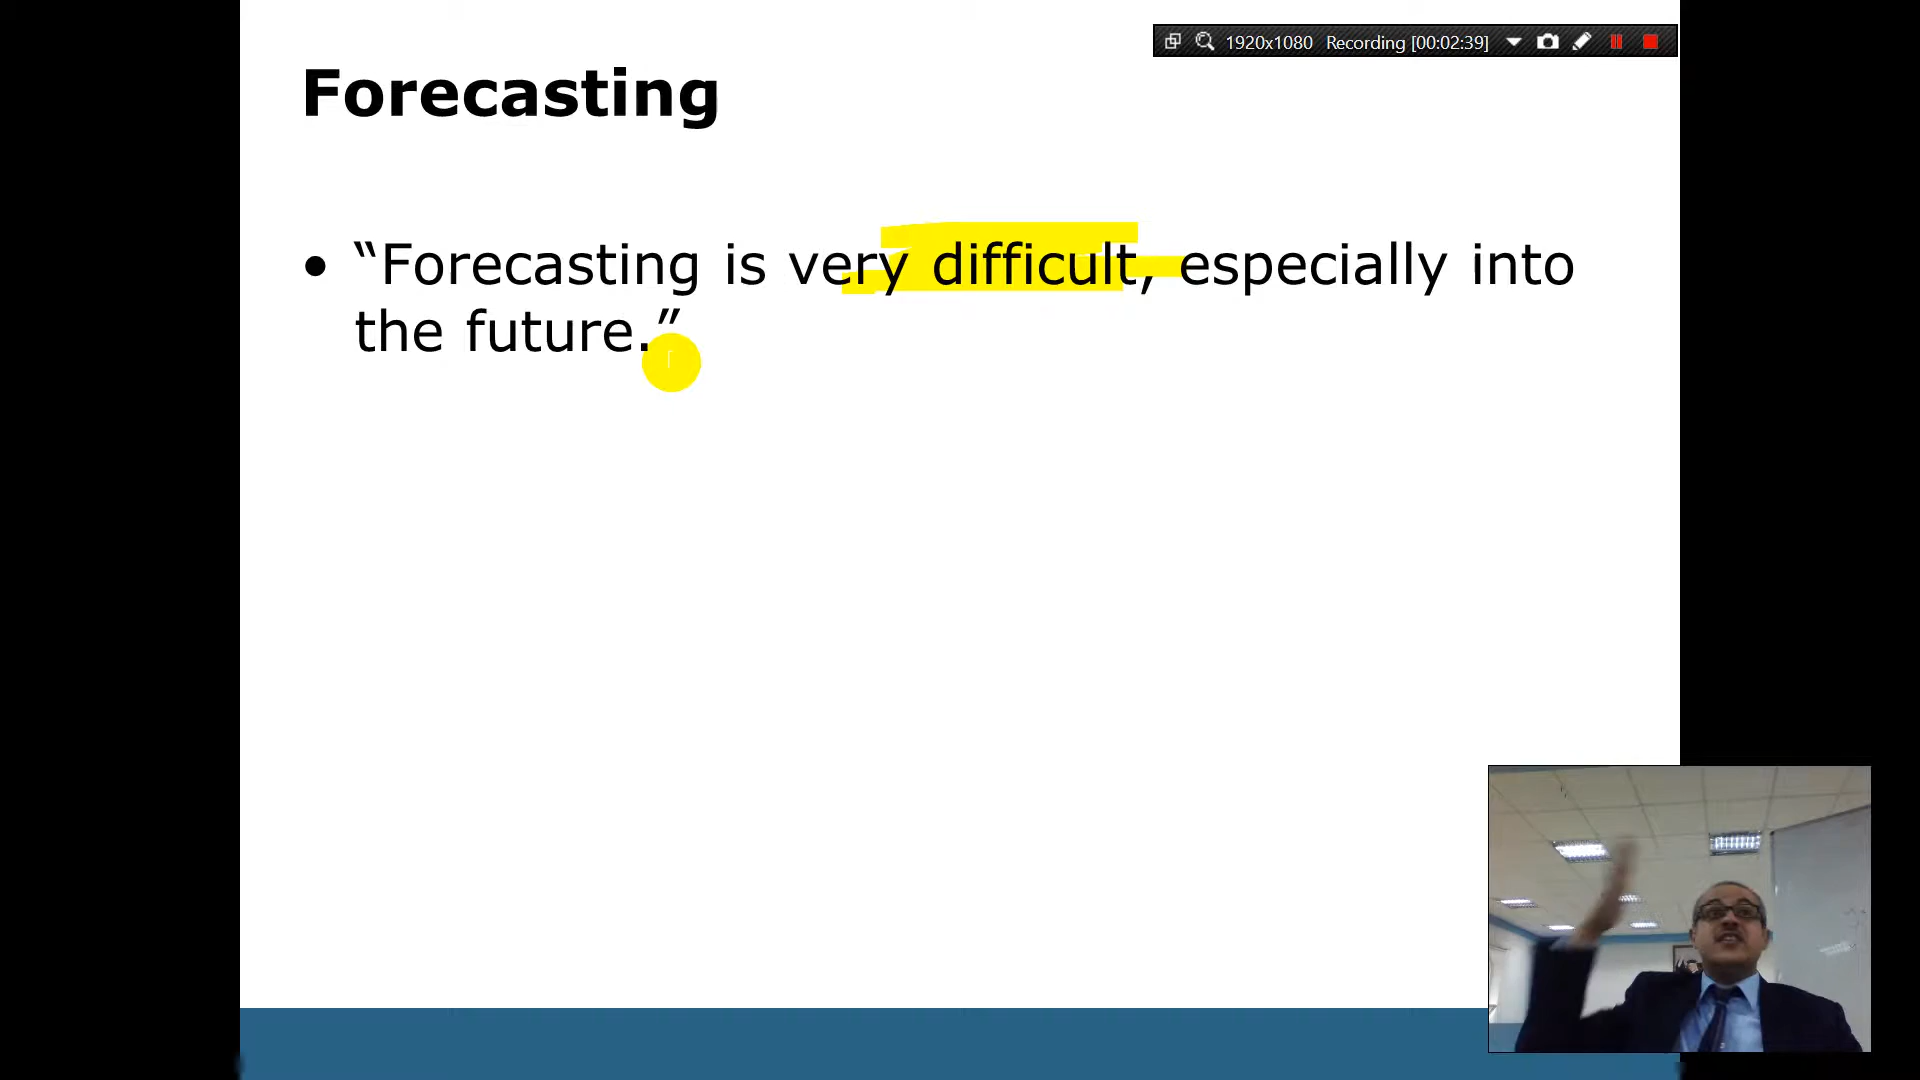 1920x1080 Recording [00:02:39]
Forecasting
• “Forecasting is very difficult, especially into
the future.”